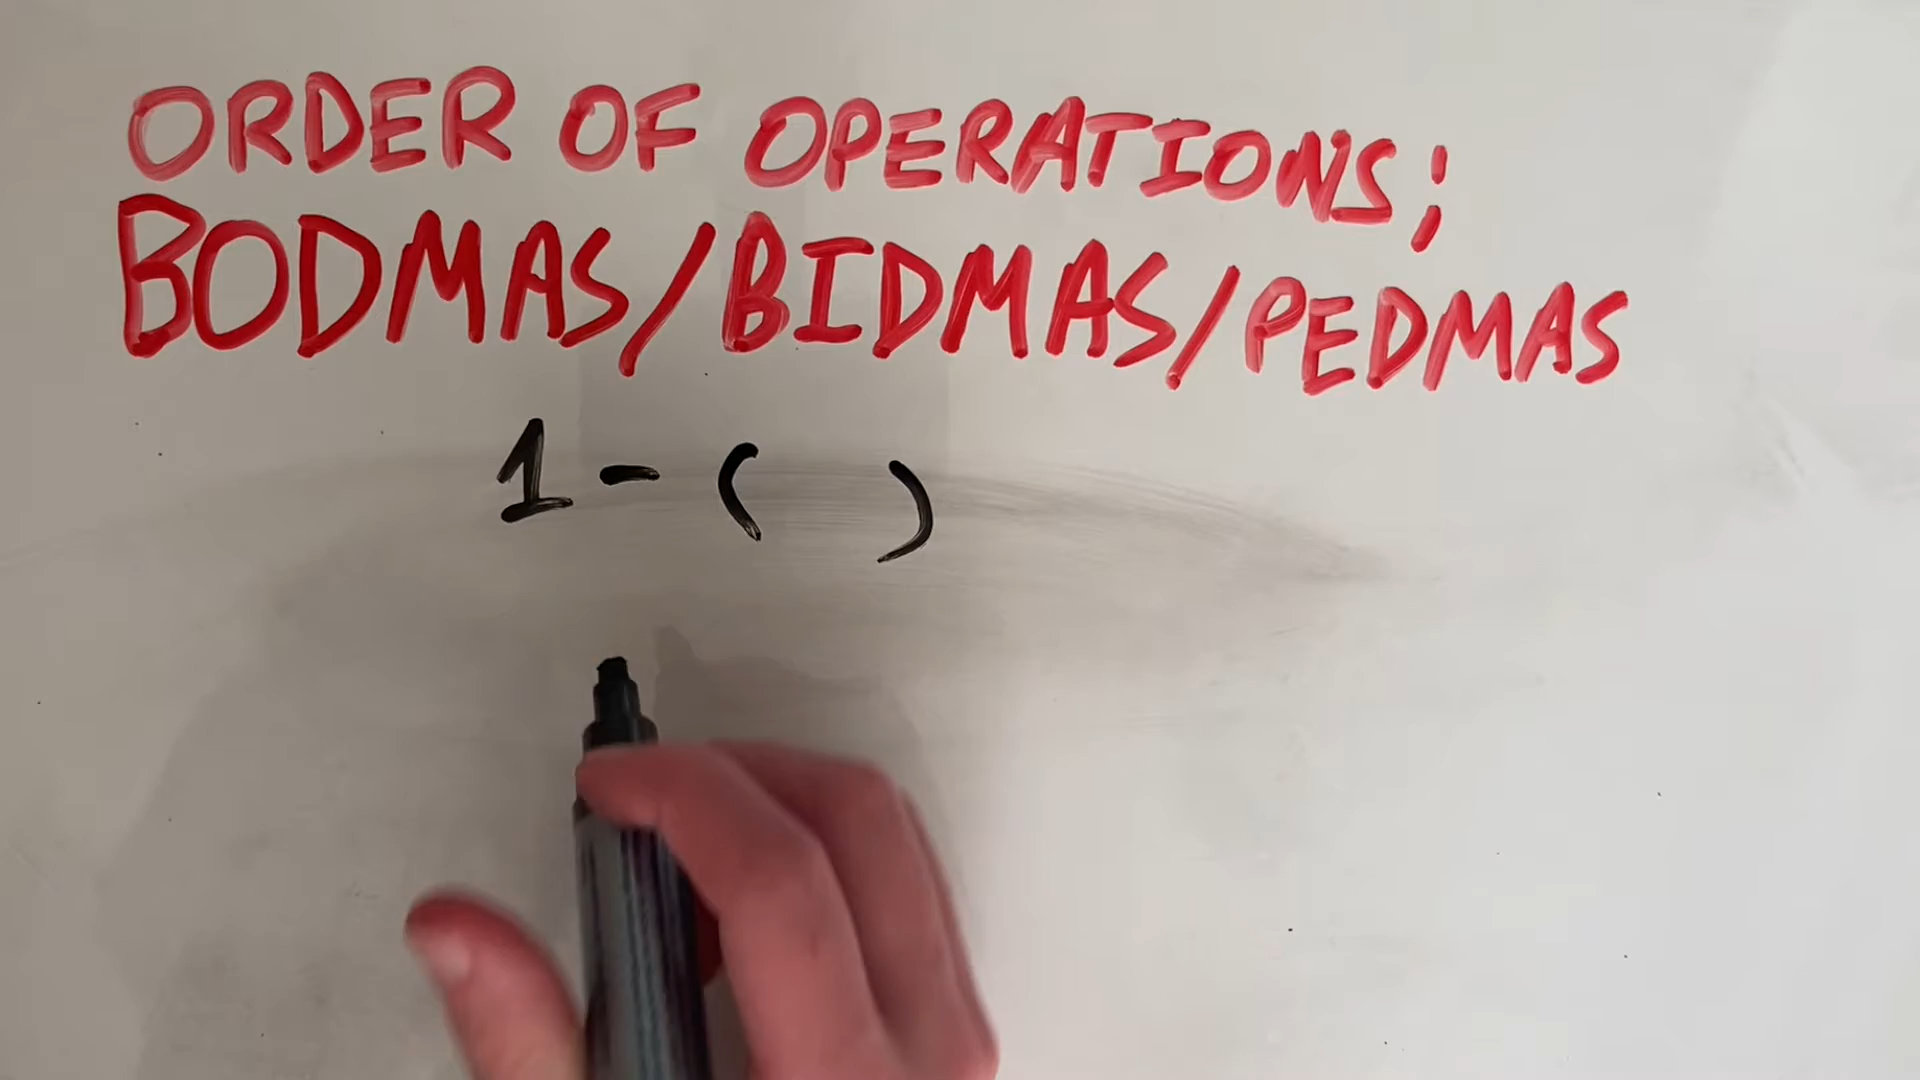 ORDER OF OPERATIONS;
BODMAS/BIDMAS/PEDMAS
1-( )